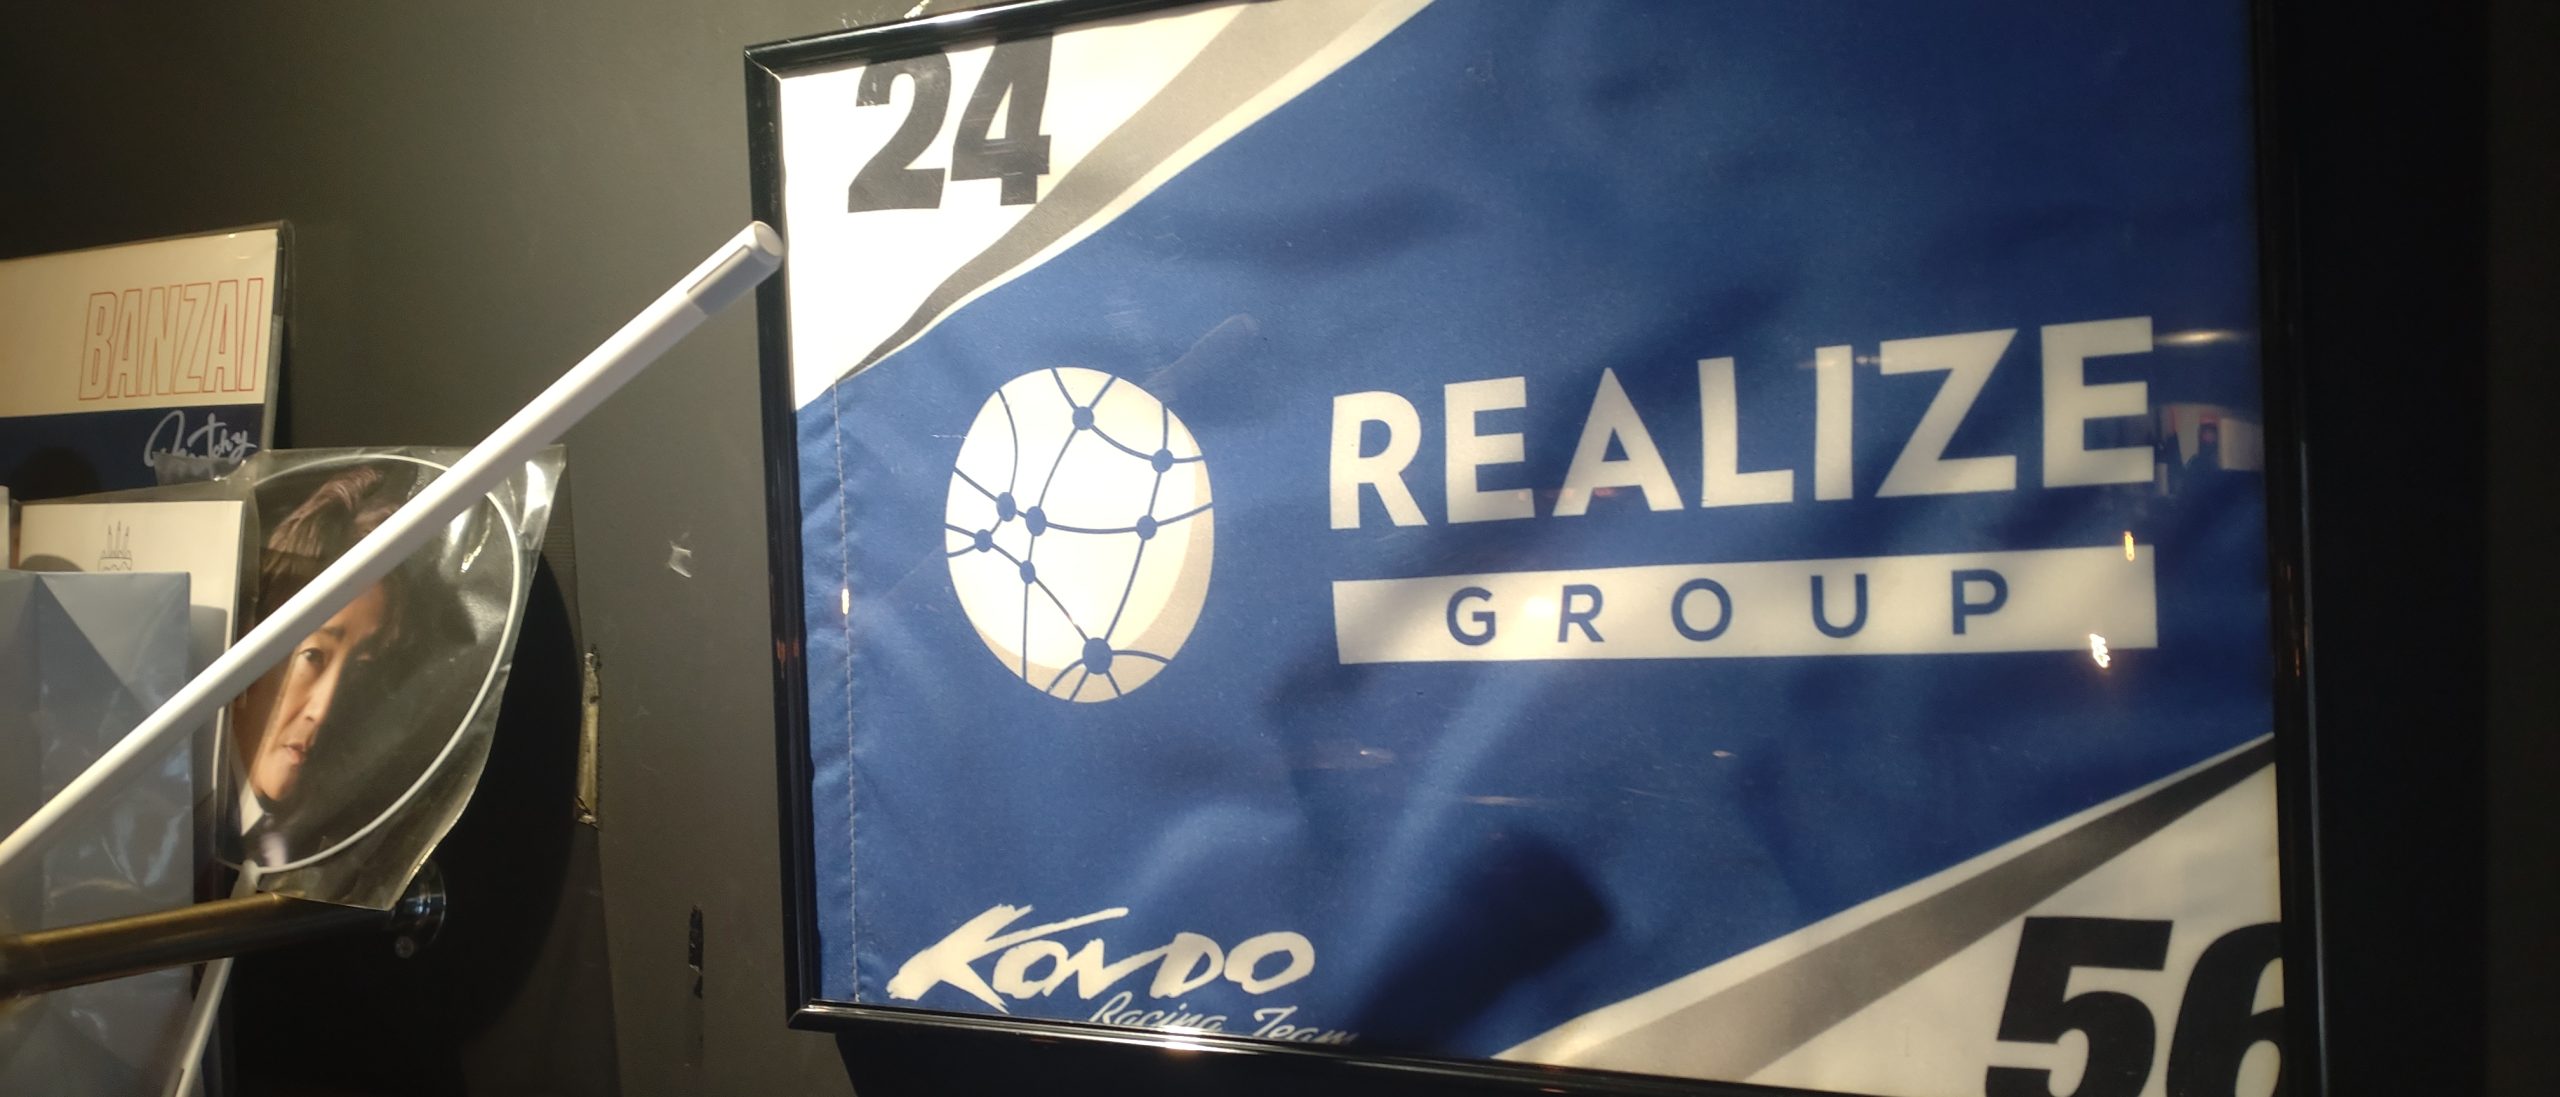 24
BANZAI
REALIZE
GROUP
KONDO
Racing Team
56